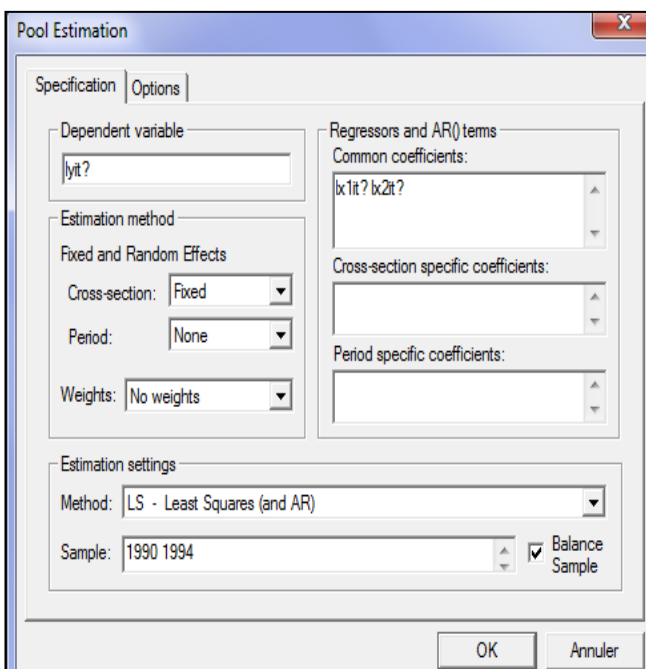 Pool Estimation
X
Specification
Options
Dependent variable
lyit?
Estimation method
Fixed and Random Effects
Cross-section: Fixed
Period: None
Weights: No weights
Regressors and AR() terms
Common coefficients:
lx1it? lx2it?
Cross-section specific coefficients:
Period specific coefficients:
Estimation settings
Method: LS - Least Squares (and AR)
Sample: 1990 1994
Balance
Sample
OK
Annuler